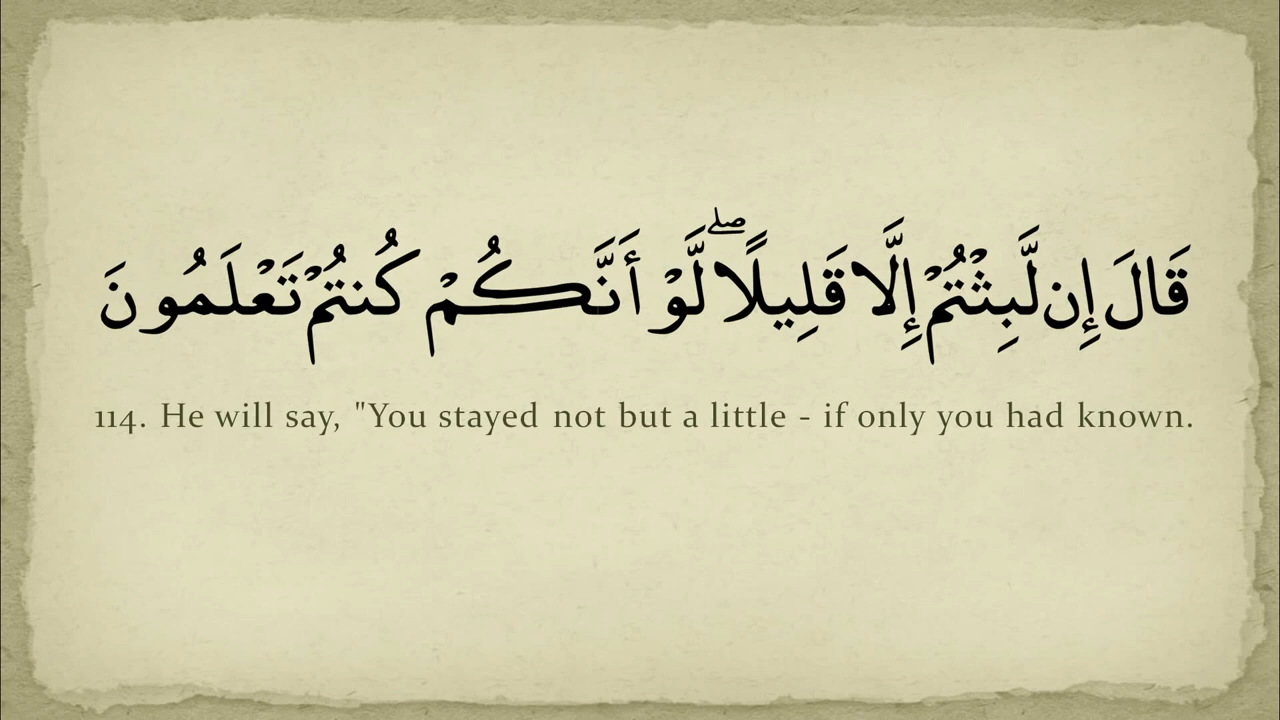 قَالَ إِن لَّبِثْتُمْ إِلَّا قَلِيلًا ۖ لَّوْ أَنَّكُمْ كُنتُمْ تَعْلَمُونَ
114. He will say, "You stayed not but a little - if only you had known.